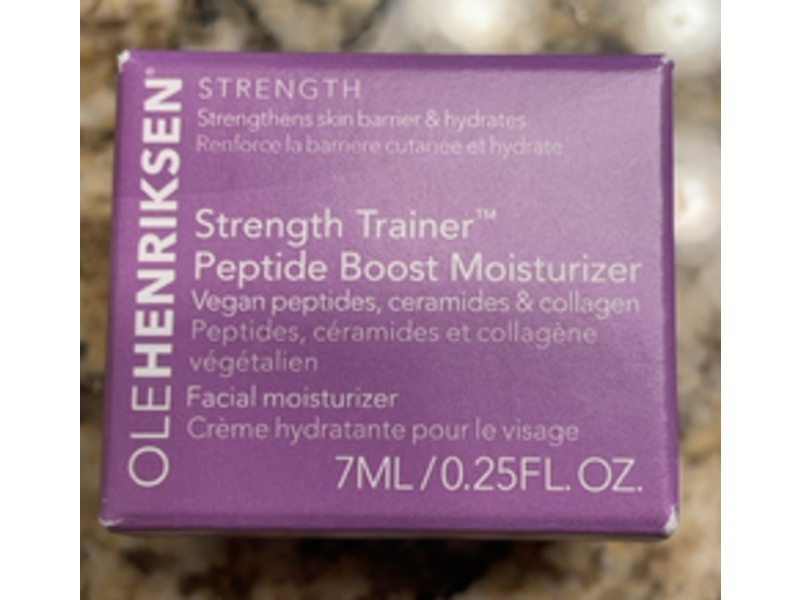 OLEHENRIKSEN®
STRENGTH
Strengthens skin barrier & hydrates
Renforce la barrière cutanée et hydrate
Strength Trainer™
Peptide Boost Moisturizer
Vegan peptides, ceramides & collagen
Peptides, céramides et collagène
végétalien
Facial moisturizer
Crème hydratante pour le visage
7ML/0.25FL. OZ.